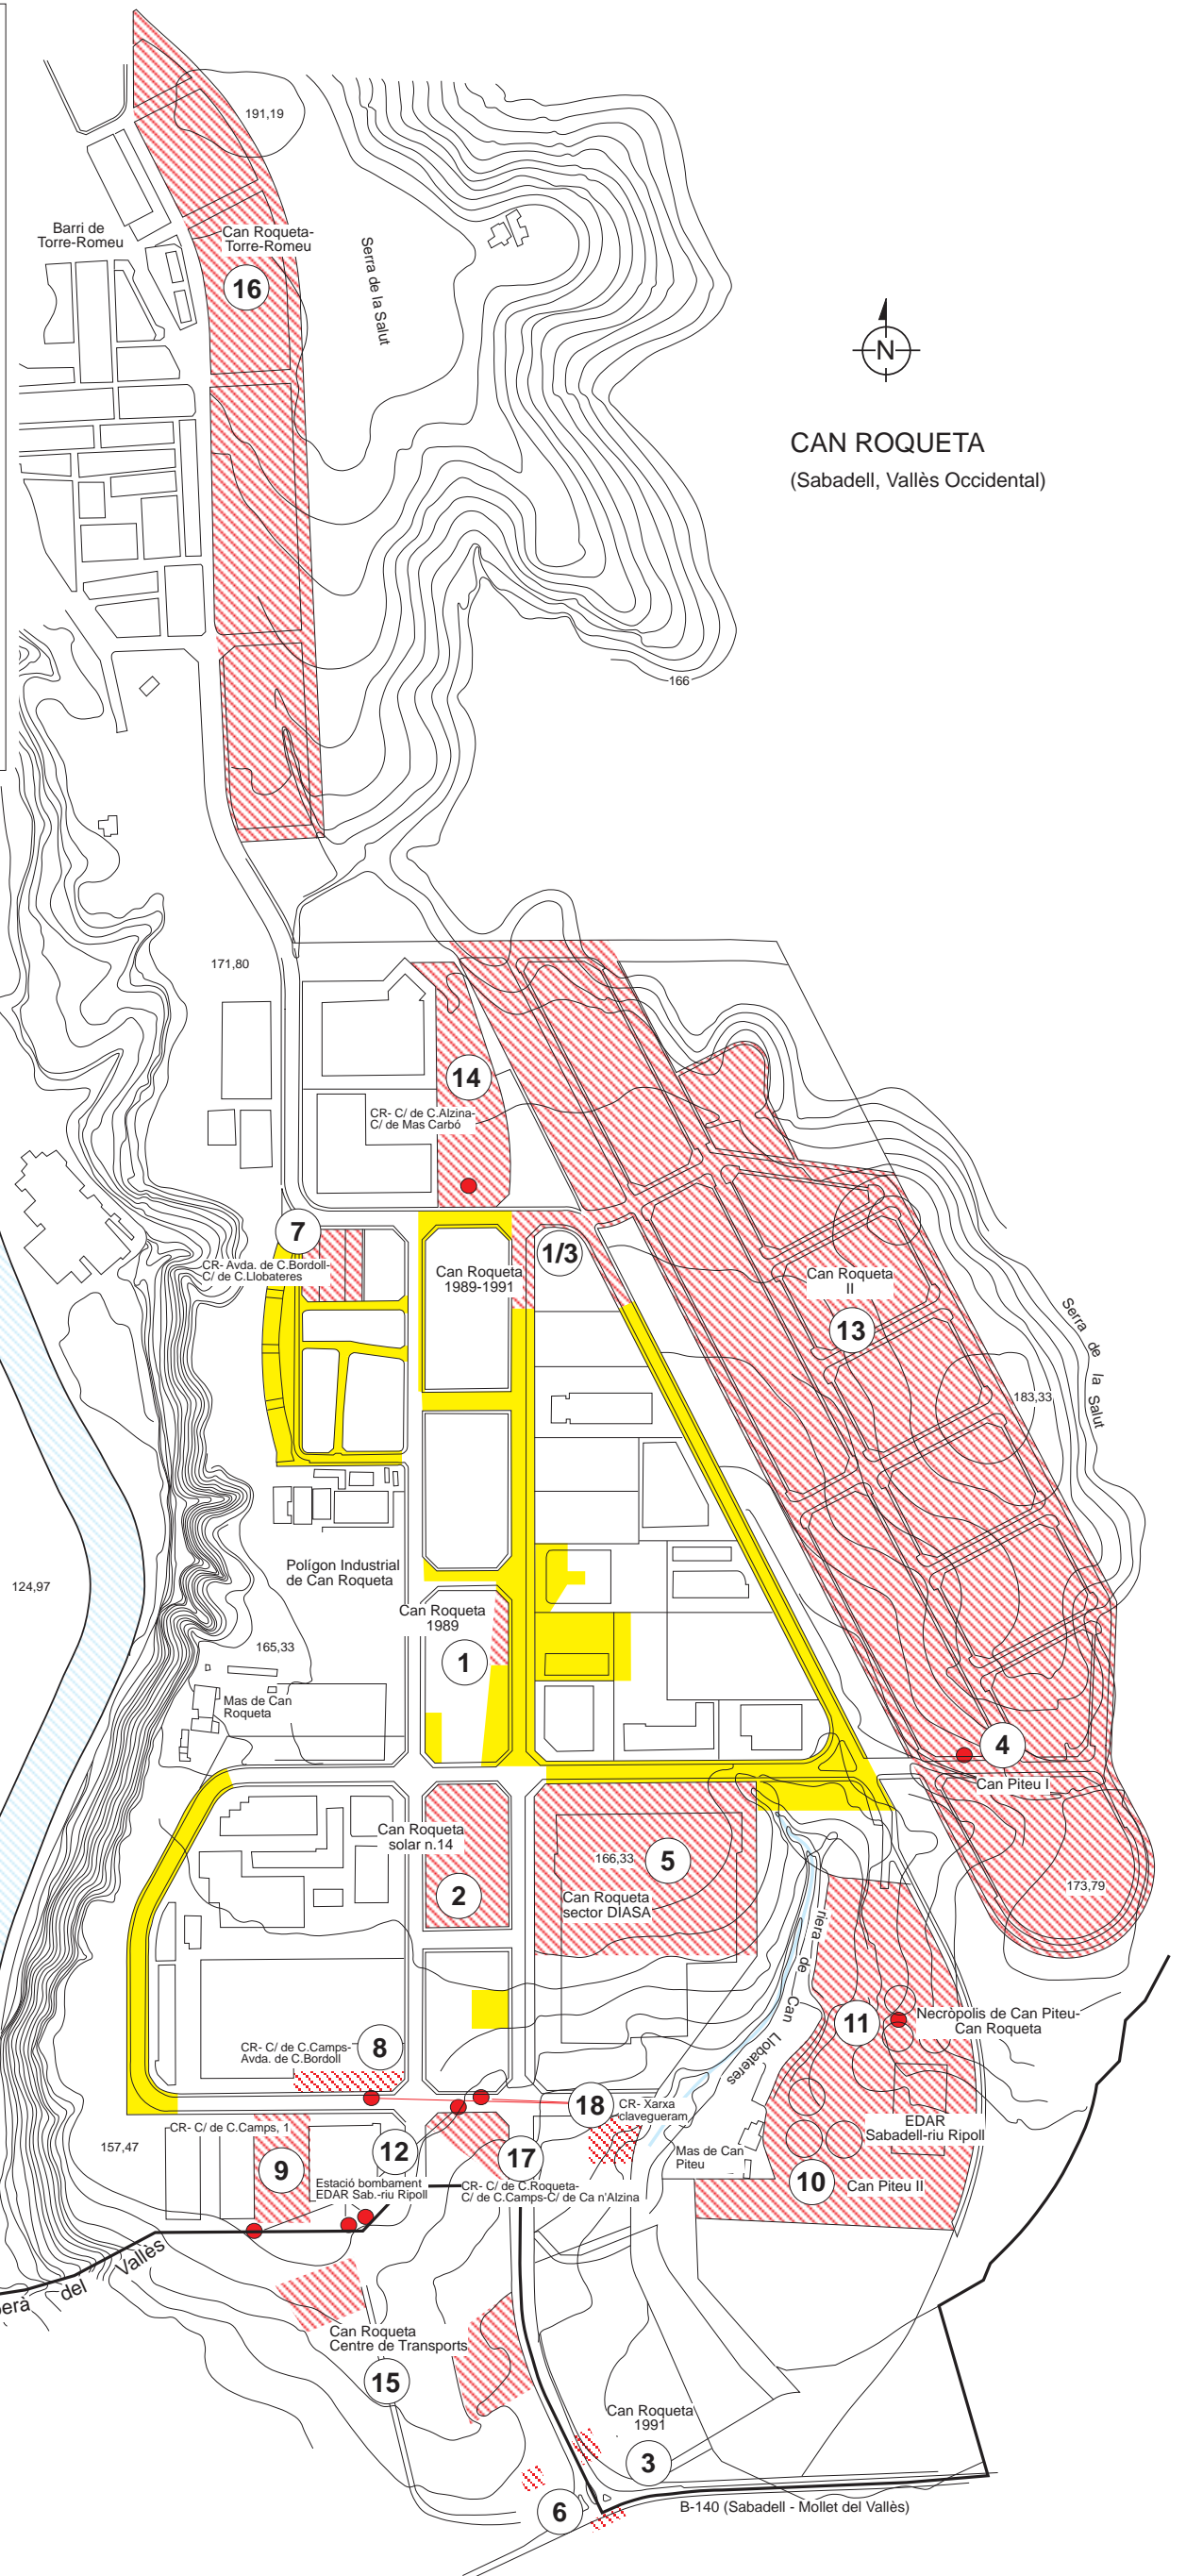 191,19
Barri de
Torre-Romeu
Can Roqueta-
Torre-Romeu
16
Serra de la Salut
N
CAN ROQUETA
(Sabadell, Vallès Occidental)
166
171,80
14
CR- C/ de C.Alzina-
C/ de Mas Carbó
7
CR- Avda. de C.Bordoll-
C/ de C.Llobateres
1/3
Can Roqueta
1989-1991
Can Roqueta
II
13
Serra de la Salut
183,33
Polígon Industrial
de Can Roqueta
124,97
Can Roqueta
1989
1
165,33
Mas de Can
Roqueta
4
Can Piteu I
Can Roqueta
solar n.14
2
166,33
5
Can Roqueta
sector DIASA
173,79
riera de Can Llobateres
11
Necròpolis de Can Piteu-
Can Roqueta
CR- C/ de C.Camps-
Avda. de C.Bordoll
8
18
CR- Xarxa
clavegueram
EDAR
Sabadell-riu Ripoll
CR- C/ de C.Camps, 1
157,47
12
17
Mas de Can
Piteu
9
Estació bombament
EDAR Sab.-riu Ripoll
CR- C/ de C.Roqueta-
C/ de C.Camps-C/ de Ca n'Alzina
10
Can Piteu II
del Vallès
Can Roqueta
Centre de Transports
15
Can Roqueta
1991
3
6
B-140 (Sabadell - Mollet del Vallès)